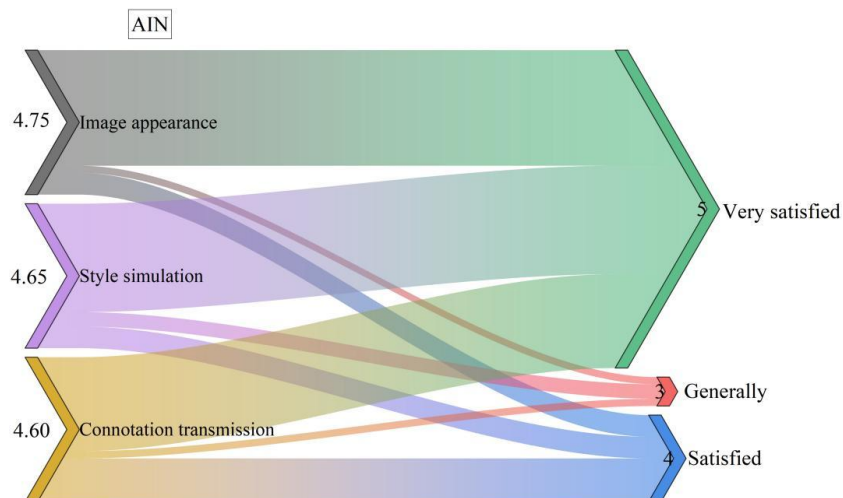 AIN
4.75
Image appearance
5
Very satisfied
4.65
Style simulation
3
Generally
4.60
Connotation transmission
4
Satisfied